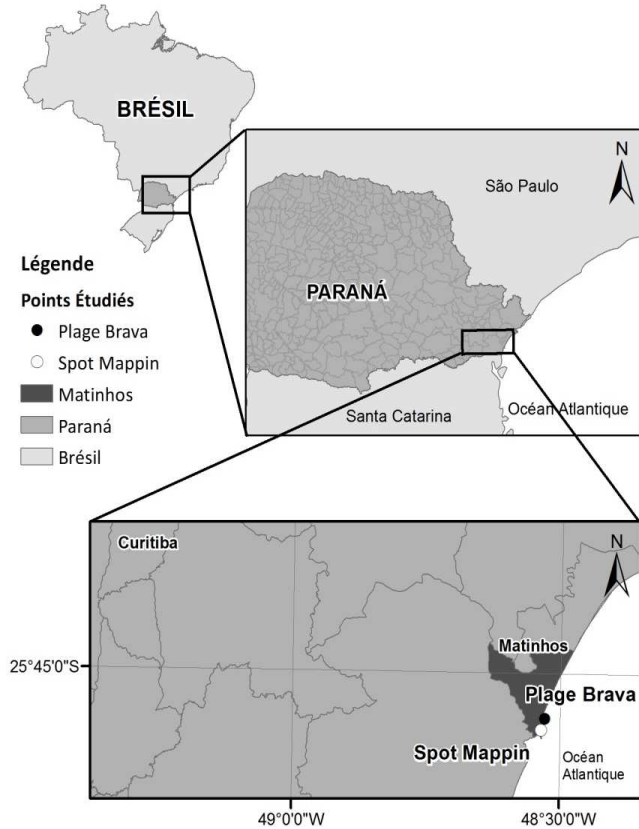 BRÉSIL
N
São Paulo
PARANÁ
Santa Catarina
Océan Atlantique
Légende
Points Étudiés
Plage Brava
Spot Mappin
Matinhos
Paraná
Brésil
Curitiba
N
Matinhos
25°45'0"S
Plage Brava
Spot Mappin
Océan
Atlantique
49°0'0"W
48°30'0"W